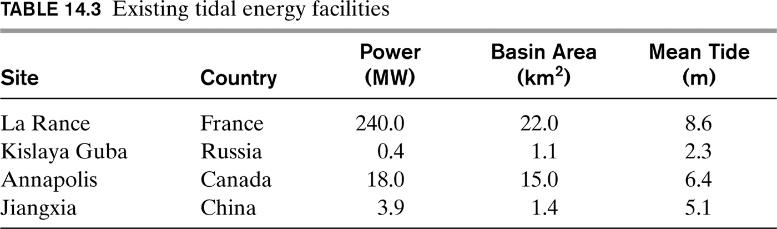 TABLE 14.3 Existing tidal energy facilities
Power Basin Area Mean Tide
Site Country (MW) (km²) (m)
La Rance France 240.0 22.0 8.6
Kislaya Guba Russia 0.4 1.1 2.3
Annapolis Canada 18.0 15.0 6.4
Jiangxia China 3.9 1.4 5.1